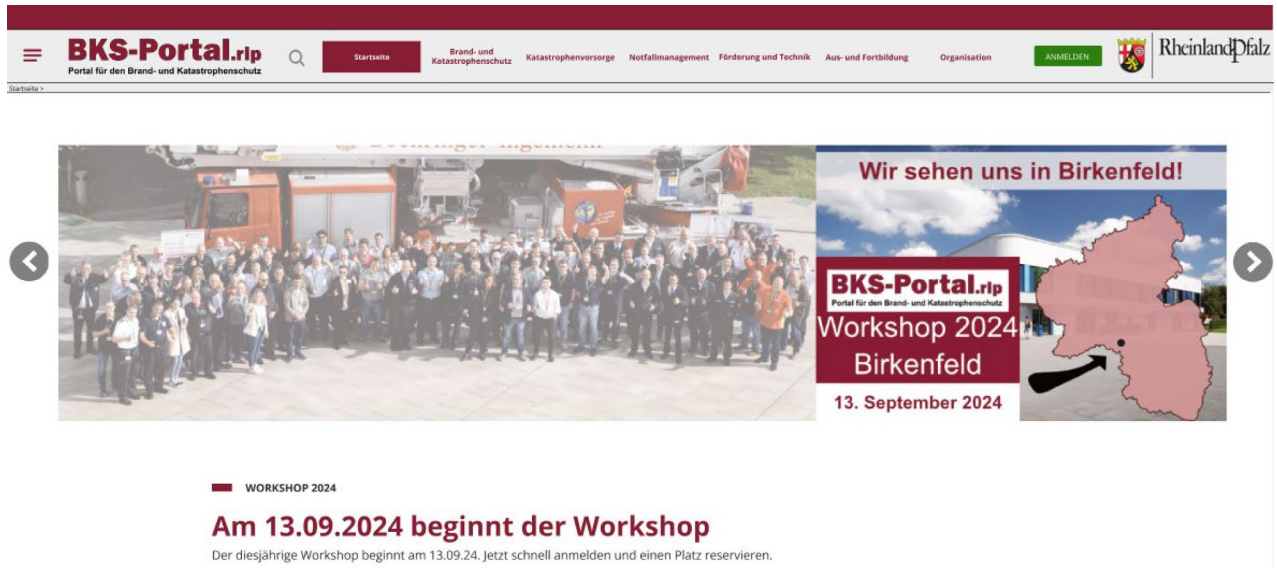 BKS-Portal.rlp
Portal für den Brand- und Katastrophenschutz
Startseite
Brand- und
Katastrophenschutz
Katastrophenvorsorge
Notfallmanagement
Förderung und Technik
Aus- und Fortbildung
Organisation
ANMELDEN
RheinlandPfalz
Startseite >
Wir sehen uns in Birkenfeld!
BKS-Portal.rlp
Portal für den Brand- und Katastrophenschutz
Workshop 2024
Birkenfeld
13. September 2024
WORKSHOP 2024
Am 13.09.2024 beginnt der Workshop
Der diesjährige Workshop beginnt am 13.09.24. Jetzt schnell anmelden und einen Platz reservieren.